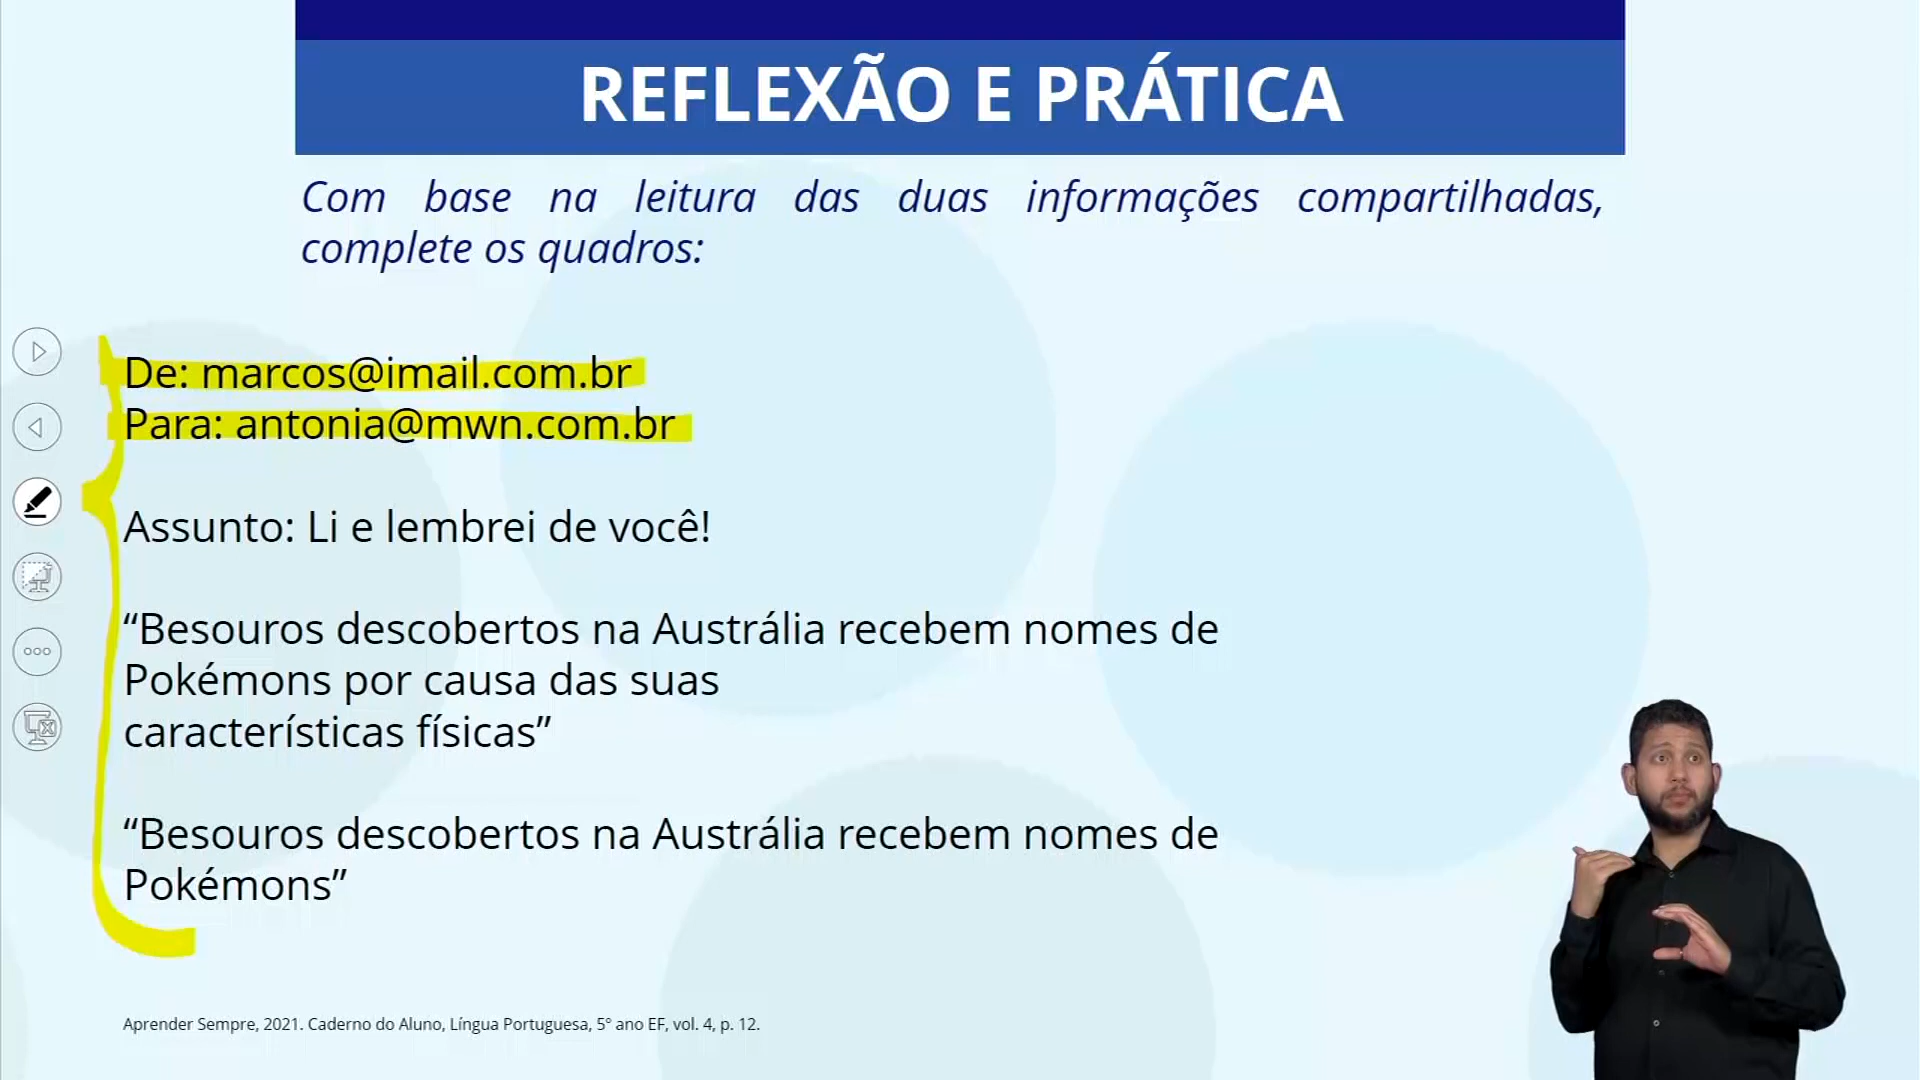 REFLEXÃO E PRÁTICA
Com base na leitura das duas informações compartilhadas,
complete os quadros:
De: marcos@imail.com.br
Para: antonia@mwn.com.br
Assunto: Li e lembrei de você!
“Besouros descobertos na Austrália recebem nomes de
Pokémons por causa das suas
características físicas”
“Besouros descobertos na Austrália recebem nomes de
Pokémons”
Aprender Sempre, 2021. Caderno do Aluno, Língua Portuguesa, 5º ano EF, vol. 4, p. 12.